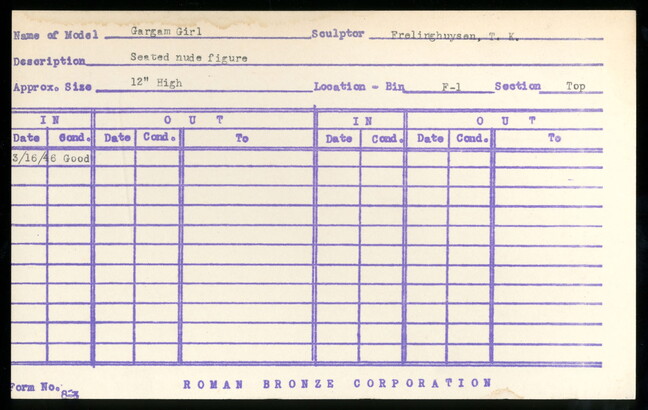 Name of Model Gargam Girl Sculptor Frelinghuysen, T. K.
Description Seated nude figure
Approx. Size 12" High Location - Bin F-1 Section Top
IN OUT IN OUT
Date Cond. Date Cond. To Date Cond. Date Cond. To
3/16/46 Good
Form No.
ROMAN BRONZE CORPORATION